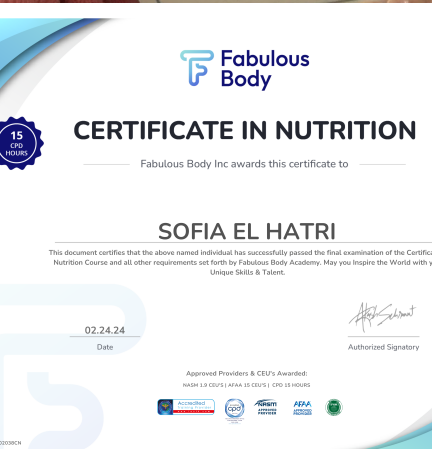 Fabulous
Body
15
CPD
HOURS
CERTIFICATE IN NUTRITION
Fabulous Body Inc awards this certificate to
SOFIA EL HATRI
This document certifies that the above named individual has successfully passed the final examination of the Certifica
Nutrition Course and all other requirements set forth by Fabulous Body Academy. May you Inspire the World with y
Unique Skills & Talent.
02.24.24
Date
Authorized Signatory
Approved Providers & CEU'S Awarded:
NASM 1.9 CEU'S | AFAA 15 CEU'S | CPD 15 HOURS
Accredited
cpd
NASM
APPROVED
PROVIDER
AFAA
APPROVED
PROVIDER